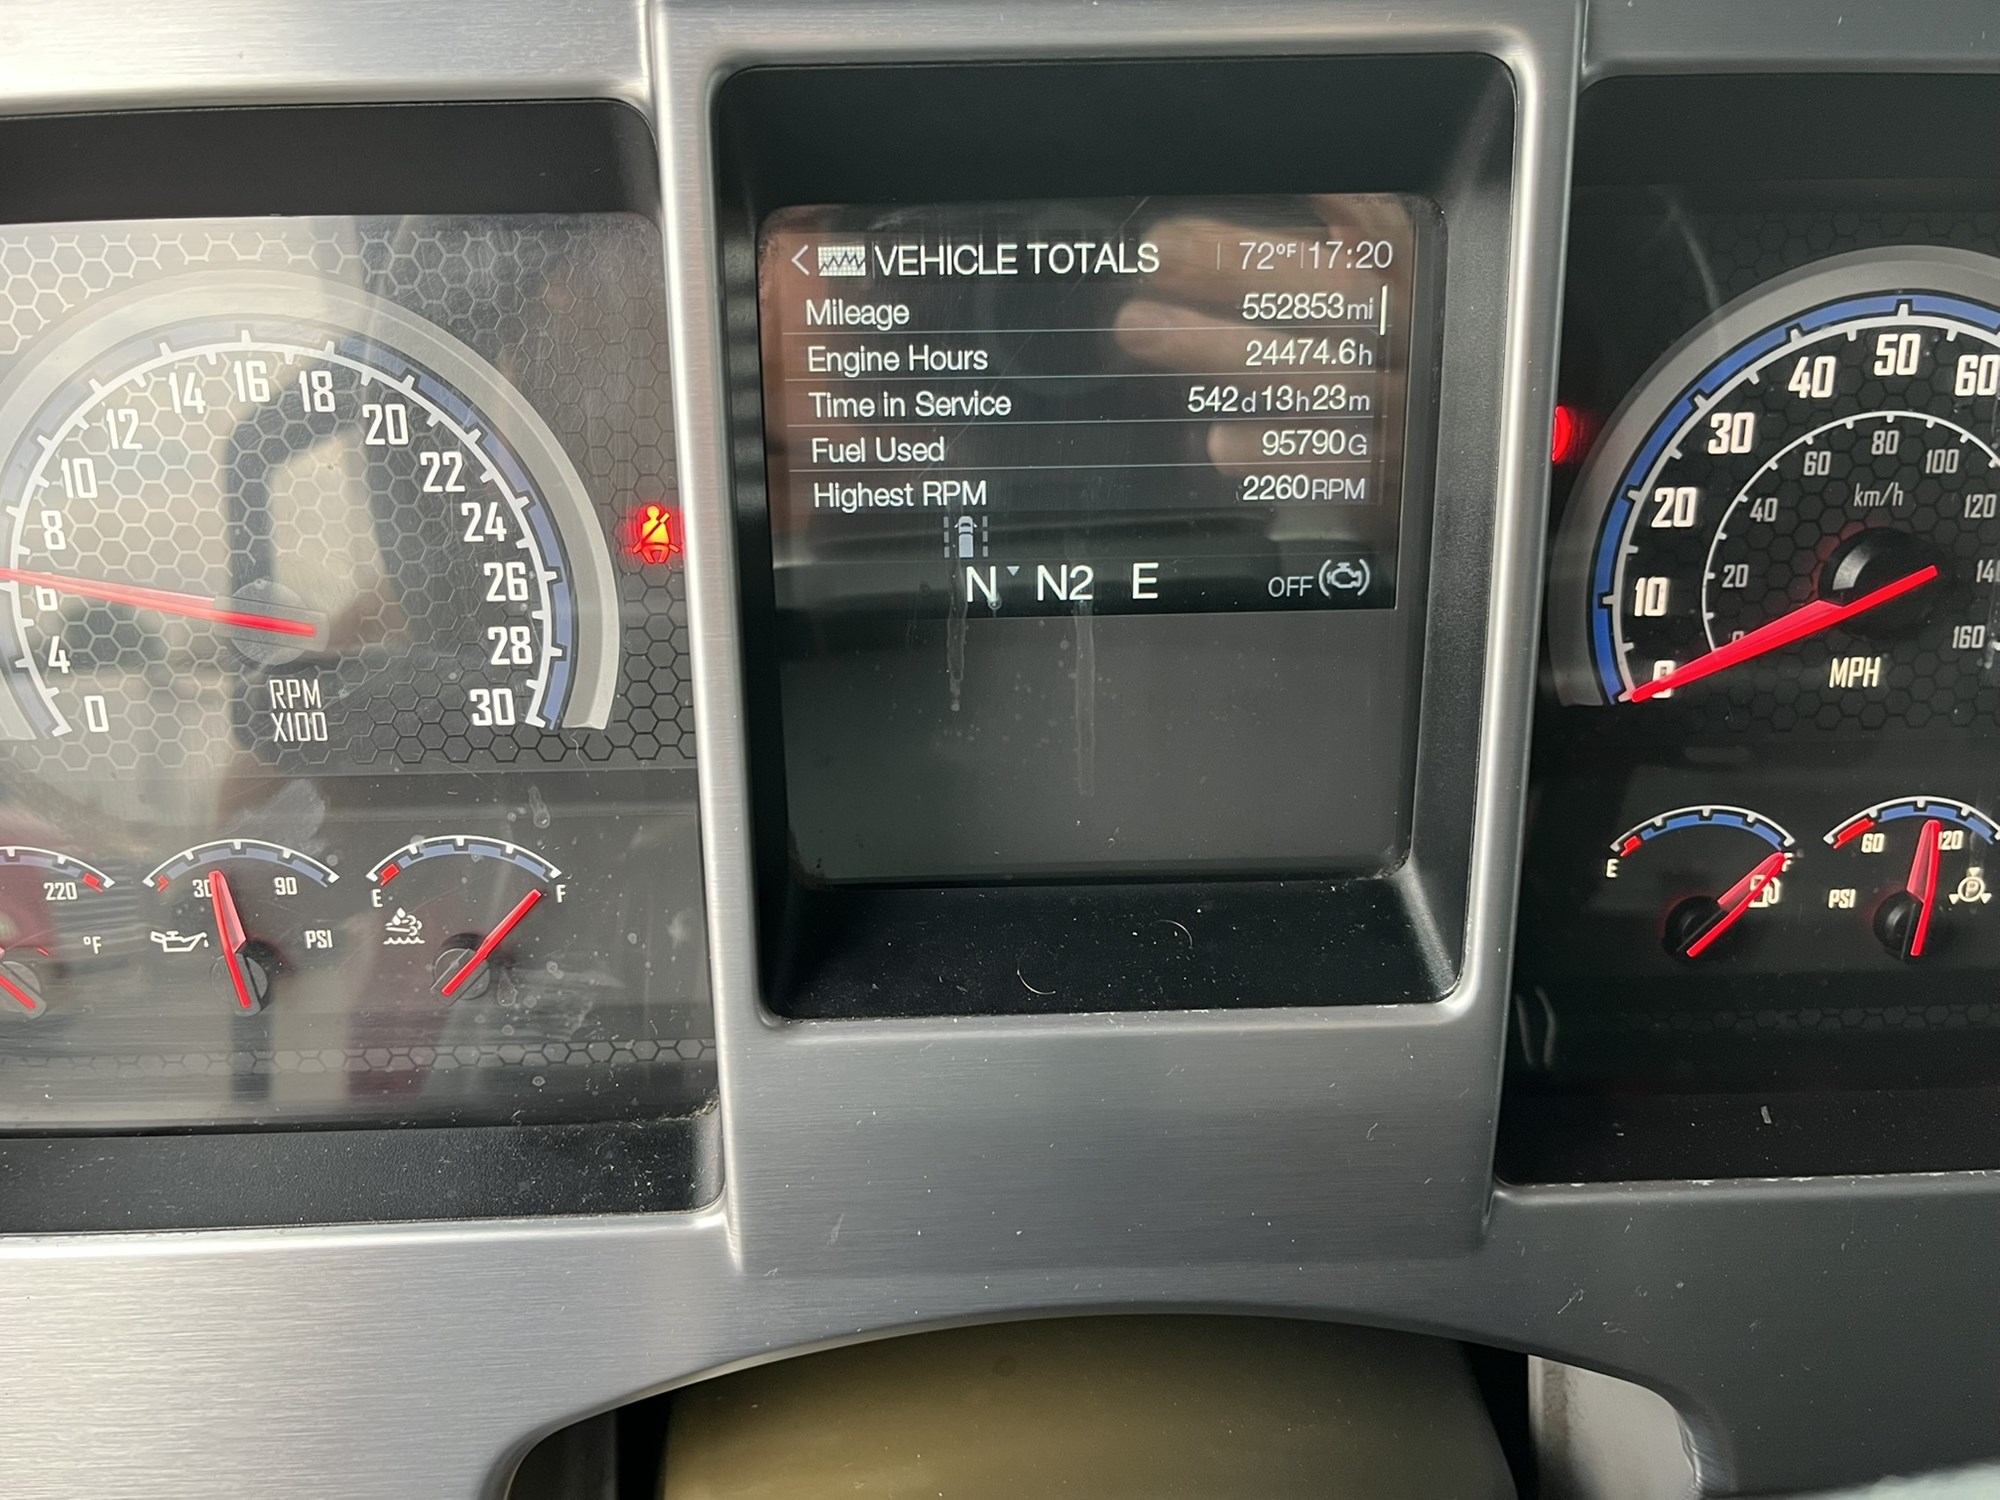 < VEHICLE TOTALS 72°F 17:20
Mileage 552853mi
Engine Hours 24474.6h
Time in Service 542d13h23m
Fuel Used 95790G
Highest RPM 2260RPM
N N2 E OFF
0 4 6 8 10 12 14 16 18 20 22 24 26 28 30
RPM
X100
220 °F
30 90 PSI
E F
0 10 20 30 40 50 60
20 40 60 80 100 120 160
km/h
MPH
E F
60 120 PSI
P